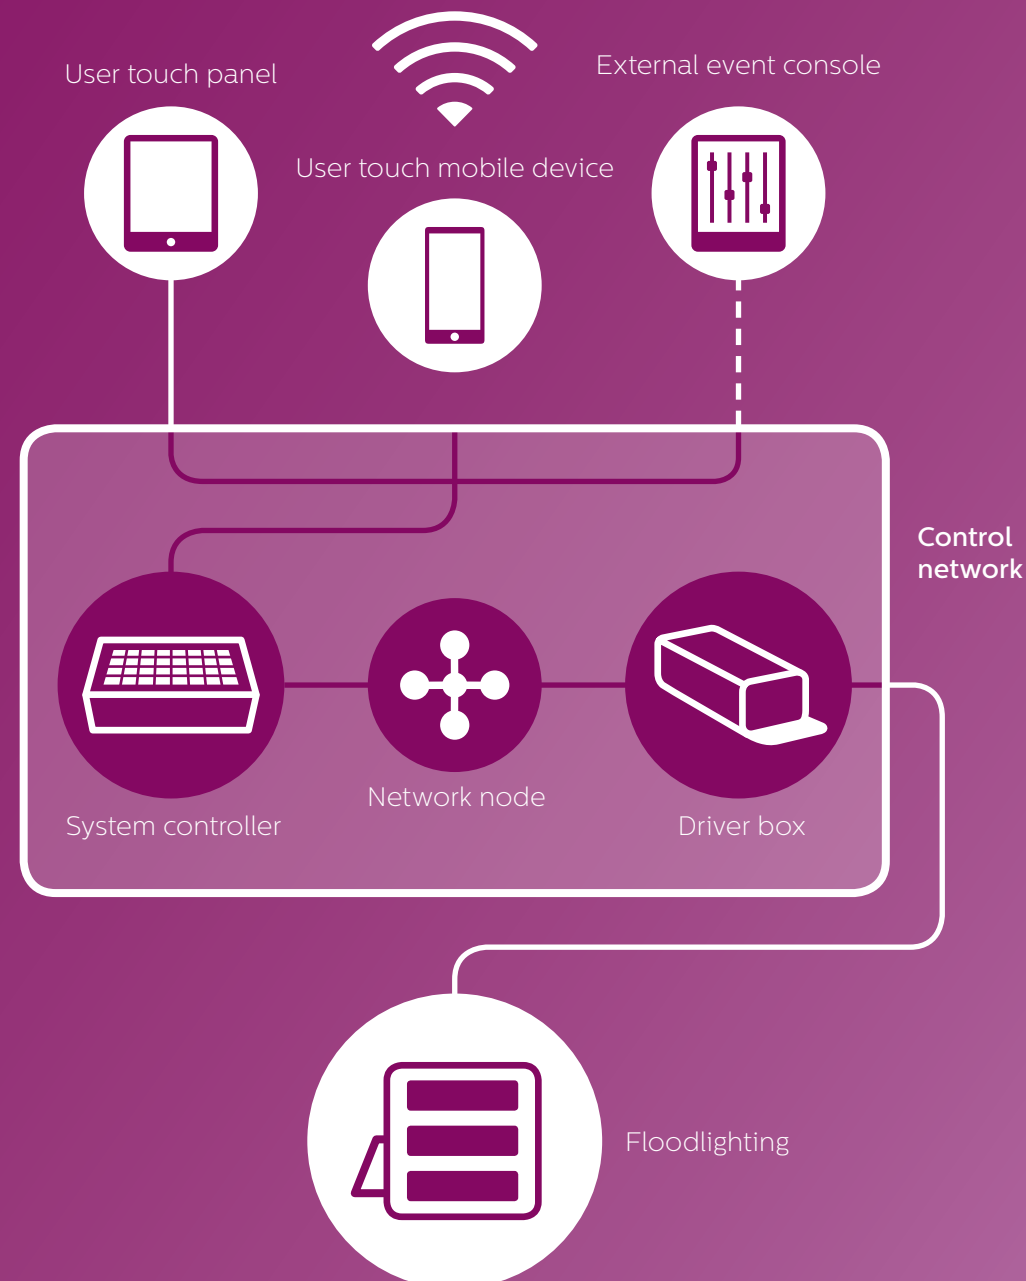 User touch panel
External event console
User touch mobile device
Control
network
System controller
Network node
Driver box
Floodlighting